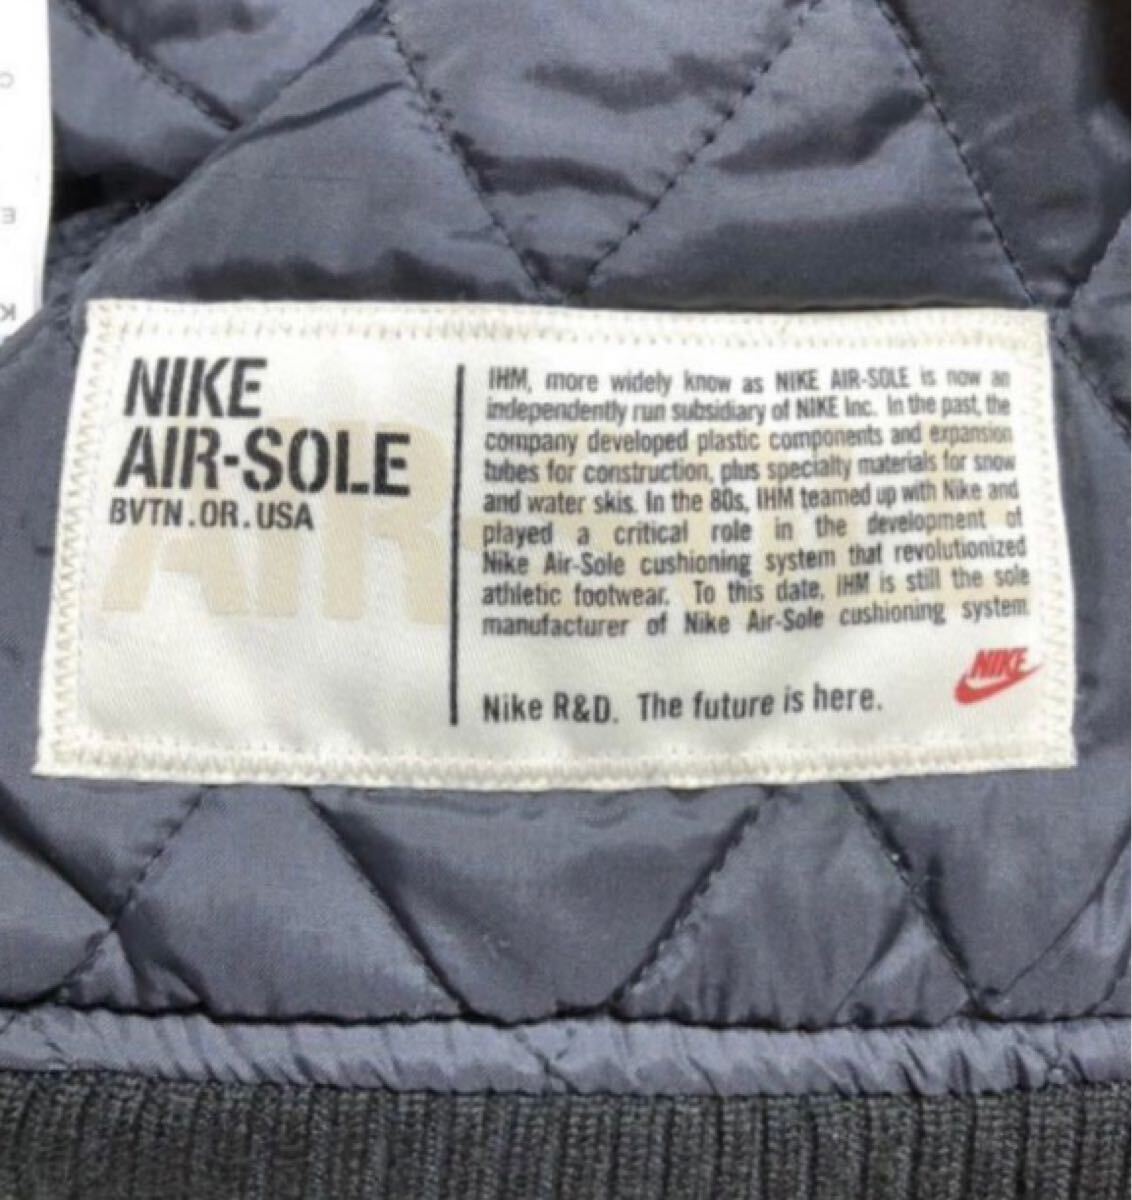 NIKE
AIR-SOLE
BVTN.OR.USA
IHM, more widely know as NIKE AIR-SOLE is now an
independently run subsidiary of NIKE Inc. In the past, the
company developed plastic components and expansion
tubes for construction, plus specialty materials for snow
and water skis. In the 80s, IHM teamed up with Nike and
played a critical role in the development of
Nike Air-Sole cushioning system that revolutionized
athletic footwear. To this date, IHM is still the sole
manufacturer of Nike Air-Sole cushioning system
Nike R&D. The future is here.
NIKE